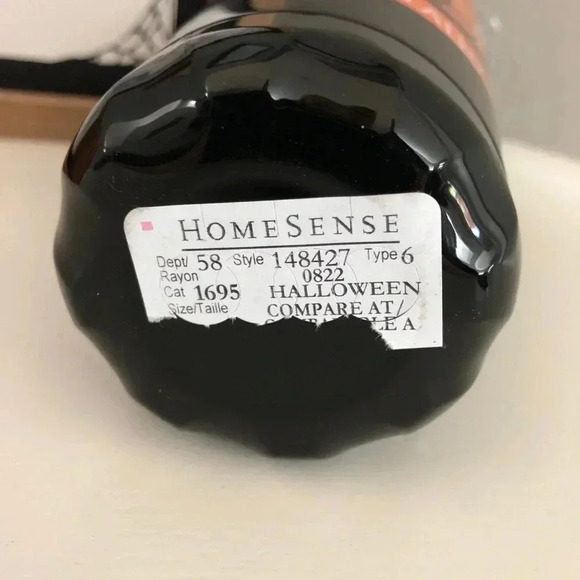 HOMESENSE
Dept/ 58 Style 148427 Type 6
Rayon 0822
Cat 1695 HALLOWEEN
Size/Taille COMPARE AT/
A